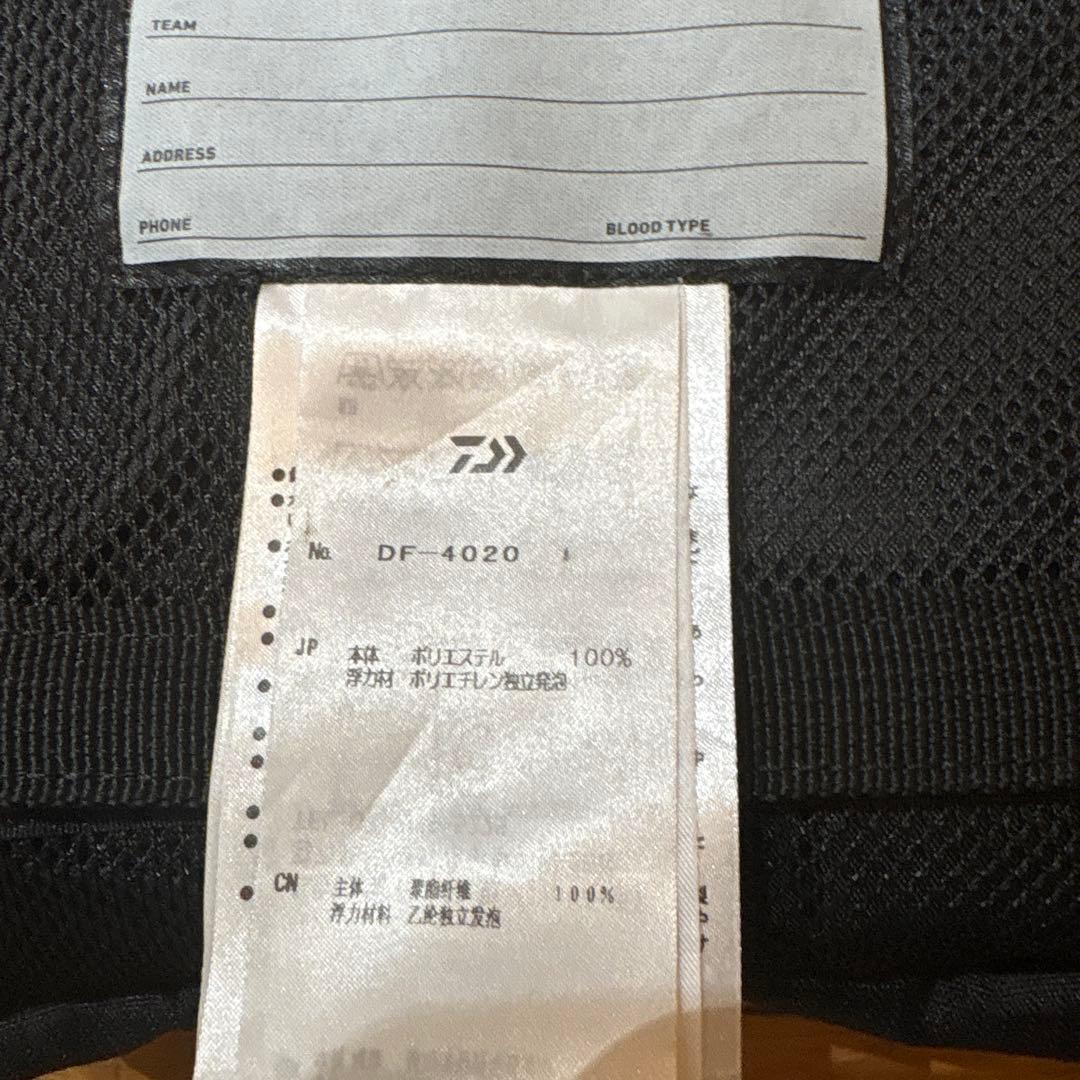 TEAM
NAME
ADDRESS
PHONE BLOOD TYPE
No. DF-4020
JP 本体 ポリエステル 100%
浮力材 ポリエチレン独立発泡
CN 主体 聚酯纤维 100%
浮力材料 乙纶独立发泡